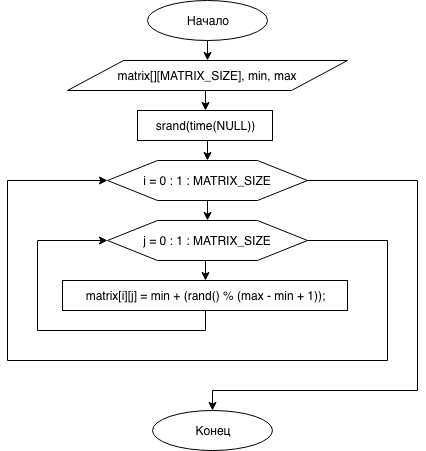 Начало
matrix[][MATRIX_SIZE], min, max
srand(time(NULL))
i = 0 : 1 : MATRIX_SIZE
j = 0 : 1 : MATRIX_SIZE
matrix[i][j] = min + (rand() % (max - min + 1));
Конец